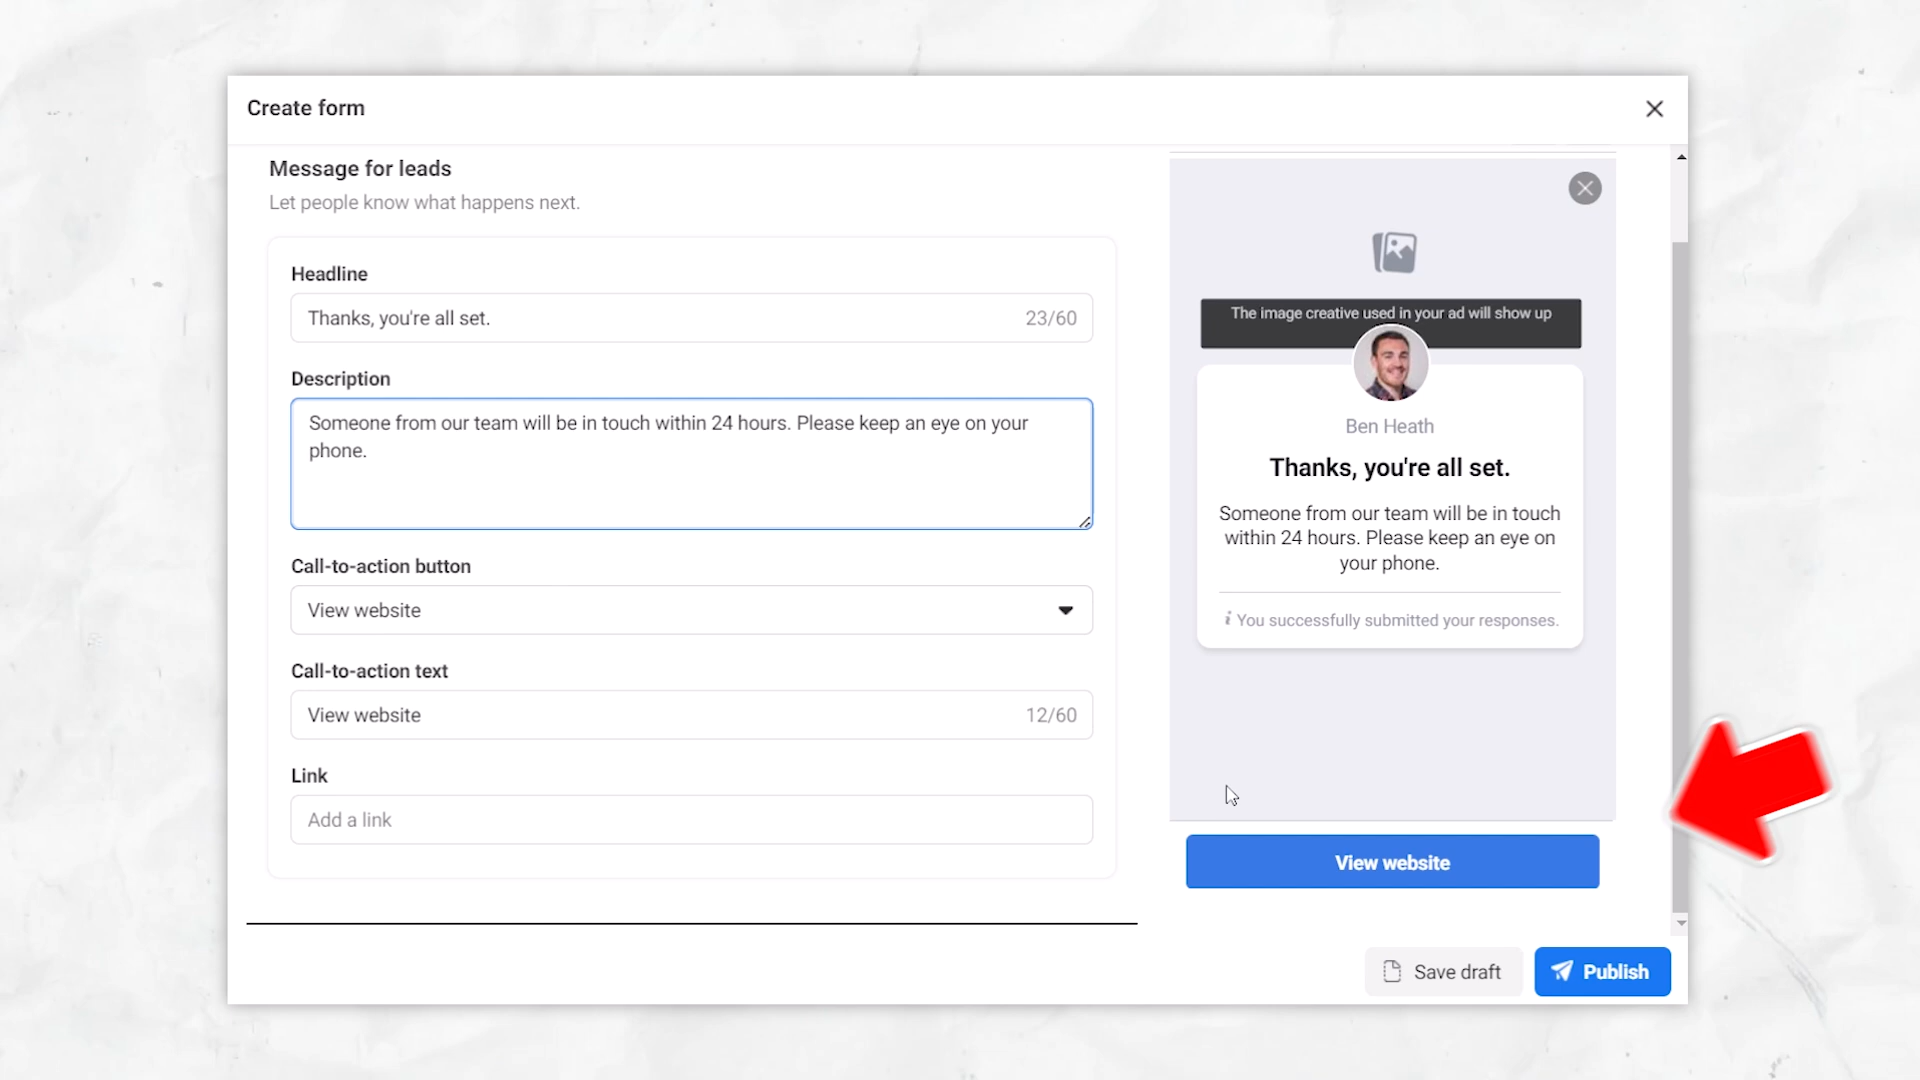 Create form
Message for leads
Let people know what happens next.
Headline
Thanks, you're all set.
23/60
Description
Someone from our team will be in touch within 24 hours. Please keep an eye on your
phone.
Call-to-action button
View website
Call-to-action text
View website
12/60
Link
Add a link
The image creative used in your ad will show up
Ben Heath
Thanks, you're all set.
Someone from our team will be in touch
within 24 hours. Please keep an eye on
your phone.
i You successfully submitted your responses.
View website
Save draft
Publish